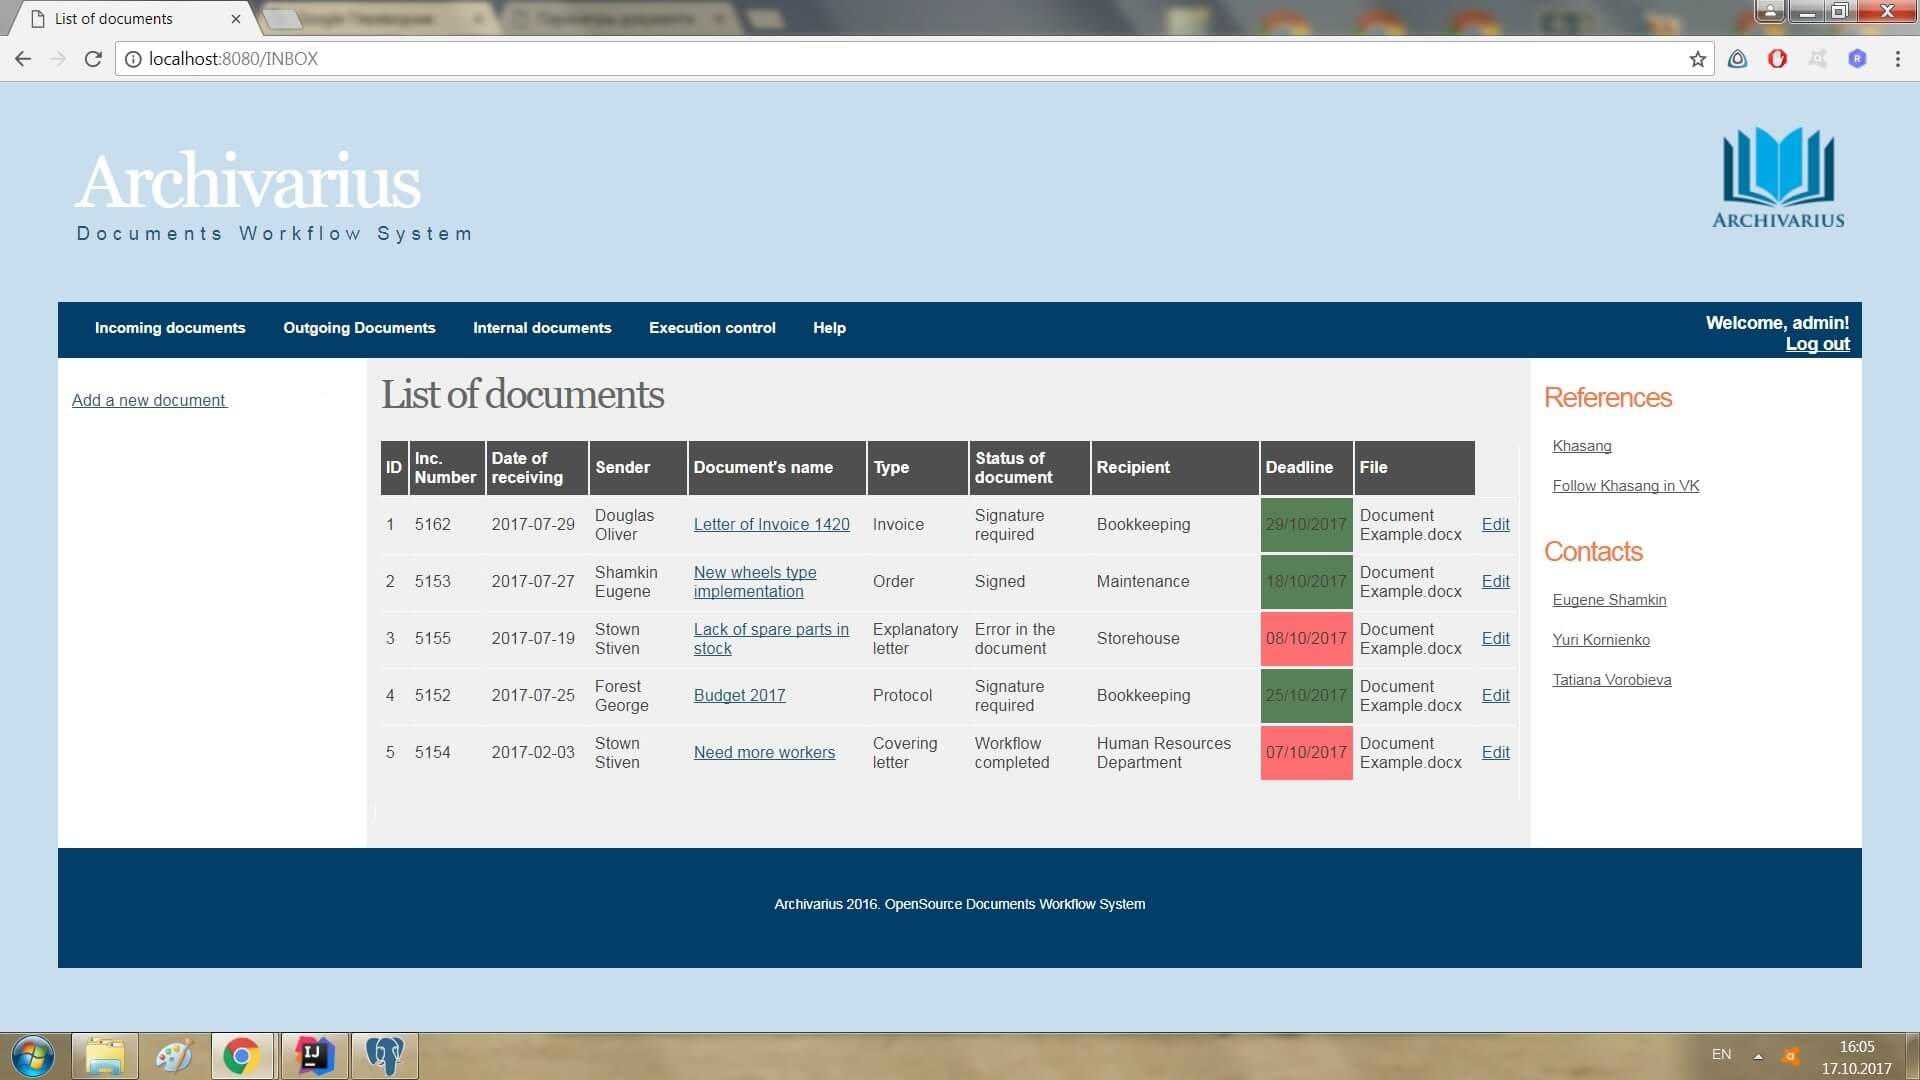 List of documents
Google Переводчик
Параметры документа
localhost:8080/INBOX
Archivarius
Documents Workflow System
ARCHIVARIUS
Incoming documents Outgoing Documents Internal documents Execution control Help
Welcome, admin!
Log out
Add a new document
List of documents
ID Inc. Number Date of receiving Sender Document's name Type Status of document Recipient Deadline File
1 5162 2017-07-29 Douglas Oliver Letter of Invoice 1420 Invoice Signature required Bookkeeping 29/10/2017 Document Example.docx Edit
2 5153 2017-07-27 Shamkin Eugene New wheels type implementation Order Signed Maintenance 18/10/2017 Document Example.docx Edit
3 5155 2017-07-19 Stown Stiven Lack of spare parts in stock Explanatory letter Error in the document Storehouse 08/10/2017 Document Example.docx Edit
4 5152 2017-07-25 Forest George Budget 2017 Protocol Signature required Bookkeeping 25/10/2017 Document Example.docx Edit
5 5154 2017-02-03 Stown Stiven Need more workers Covering letter Workflow completed Human Resources Department 07/10/2017 Document Example.docx Edit
References
Khasang
Follow Khasang in VK
Contacts
Eugene Shamkin
Yuri Kornienko
Tatiana Vorobieva
Archivarius 2016. OpenSource Documents Workflow System
IJ
EN
16:05
17.10.2017